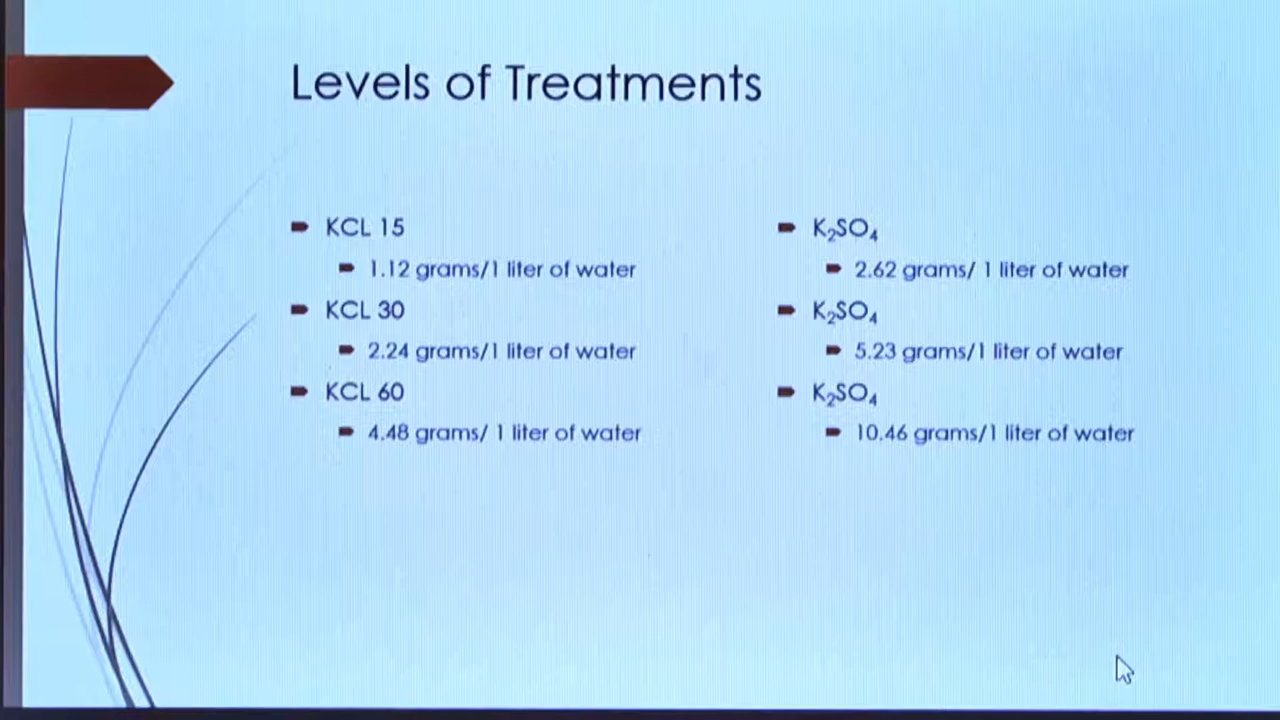 Levels of Treatments
KCL 15
1.12 grams/1 liter of water
KCL 30
2.24 grams/1 liter of water
KCL 60
4.48 grams/ 1 liter of water
K₂SO₄
2.62 grams/ 1 liter of water
K₂SO₄
5.23 grams/1 liter of water
K₂SO₄
10.46 grams/1 liter of water